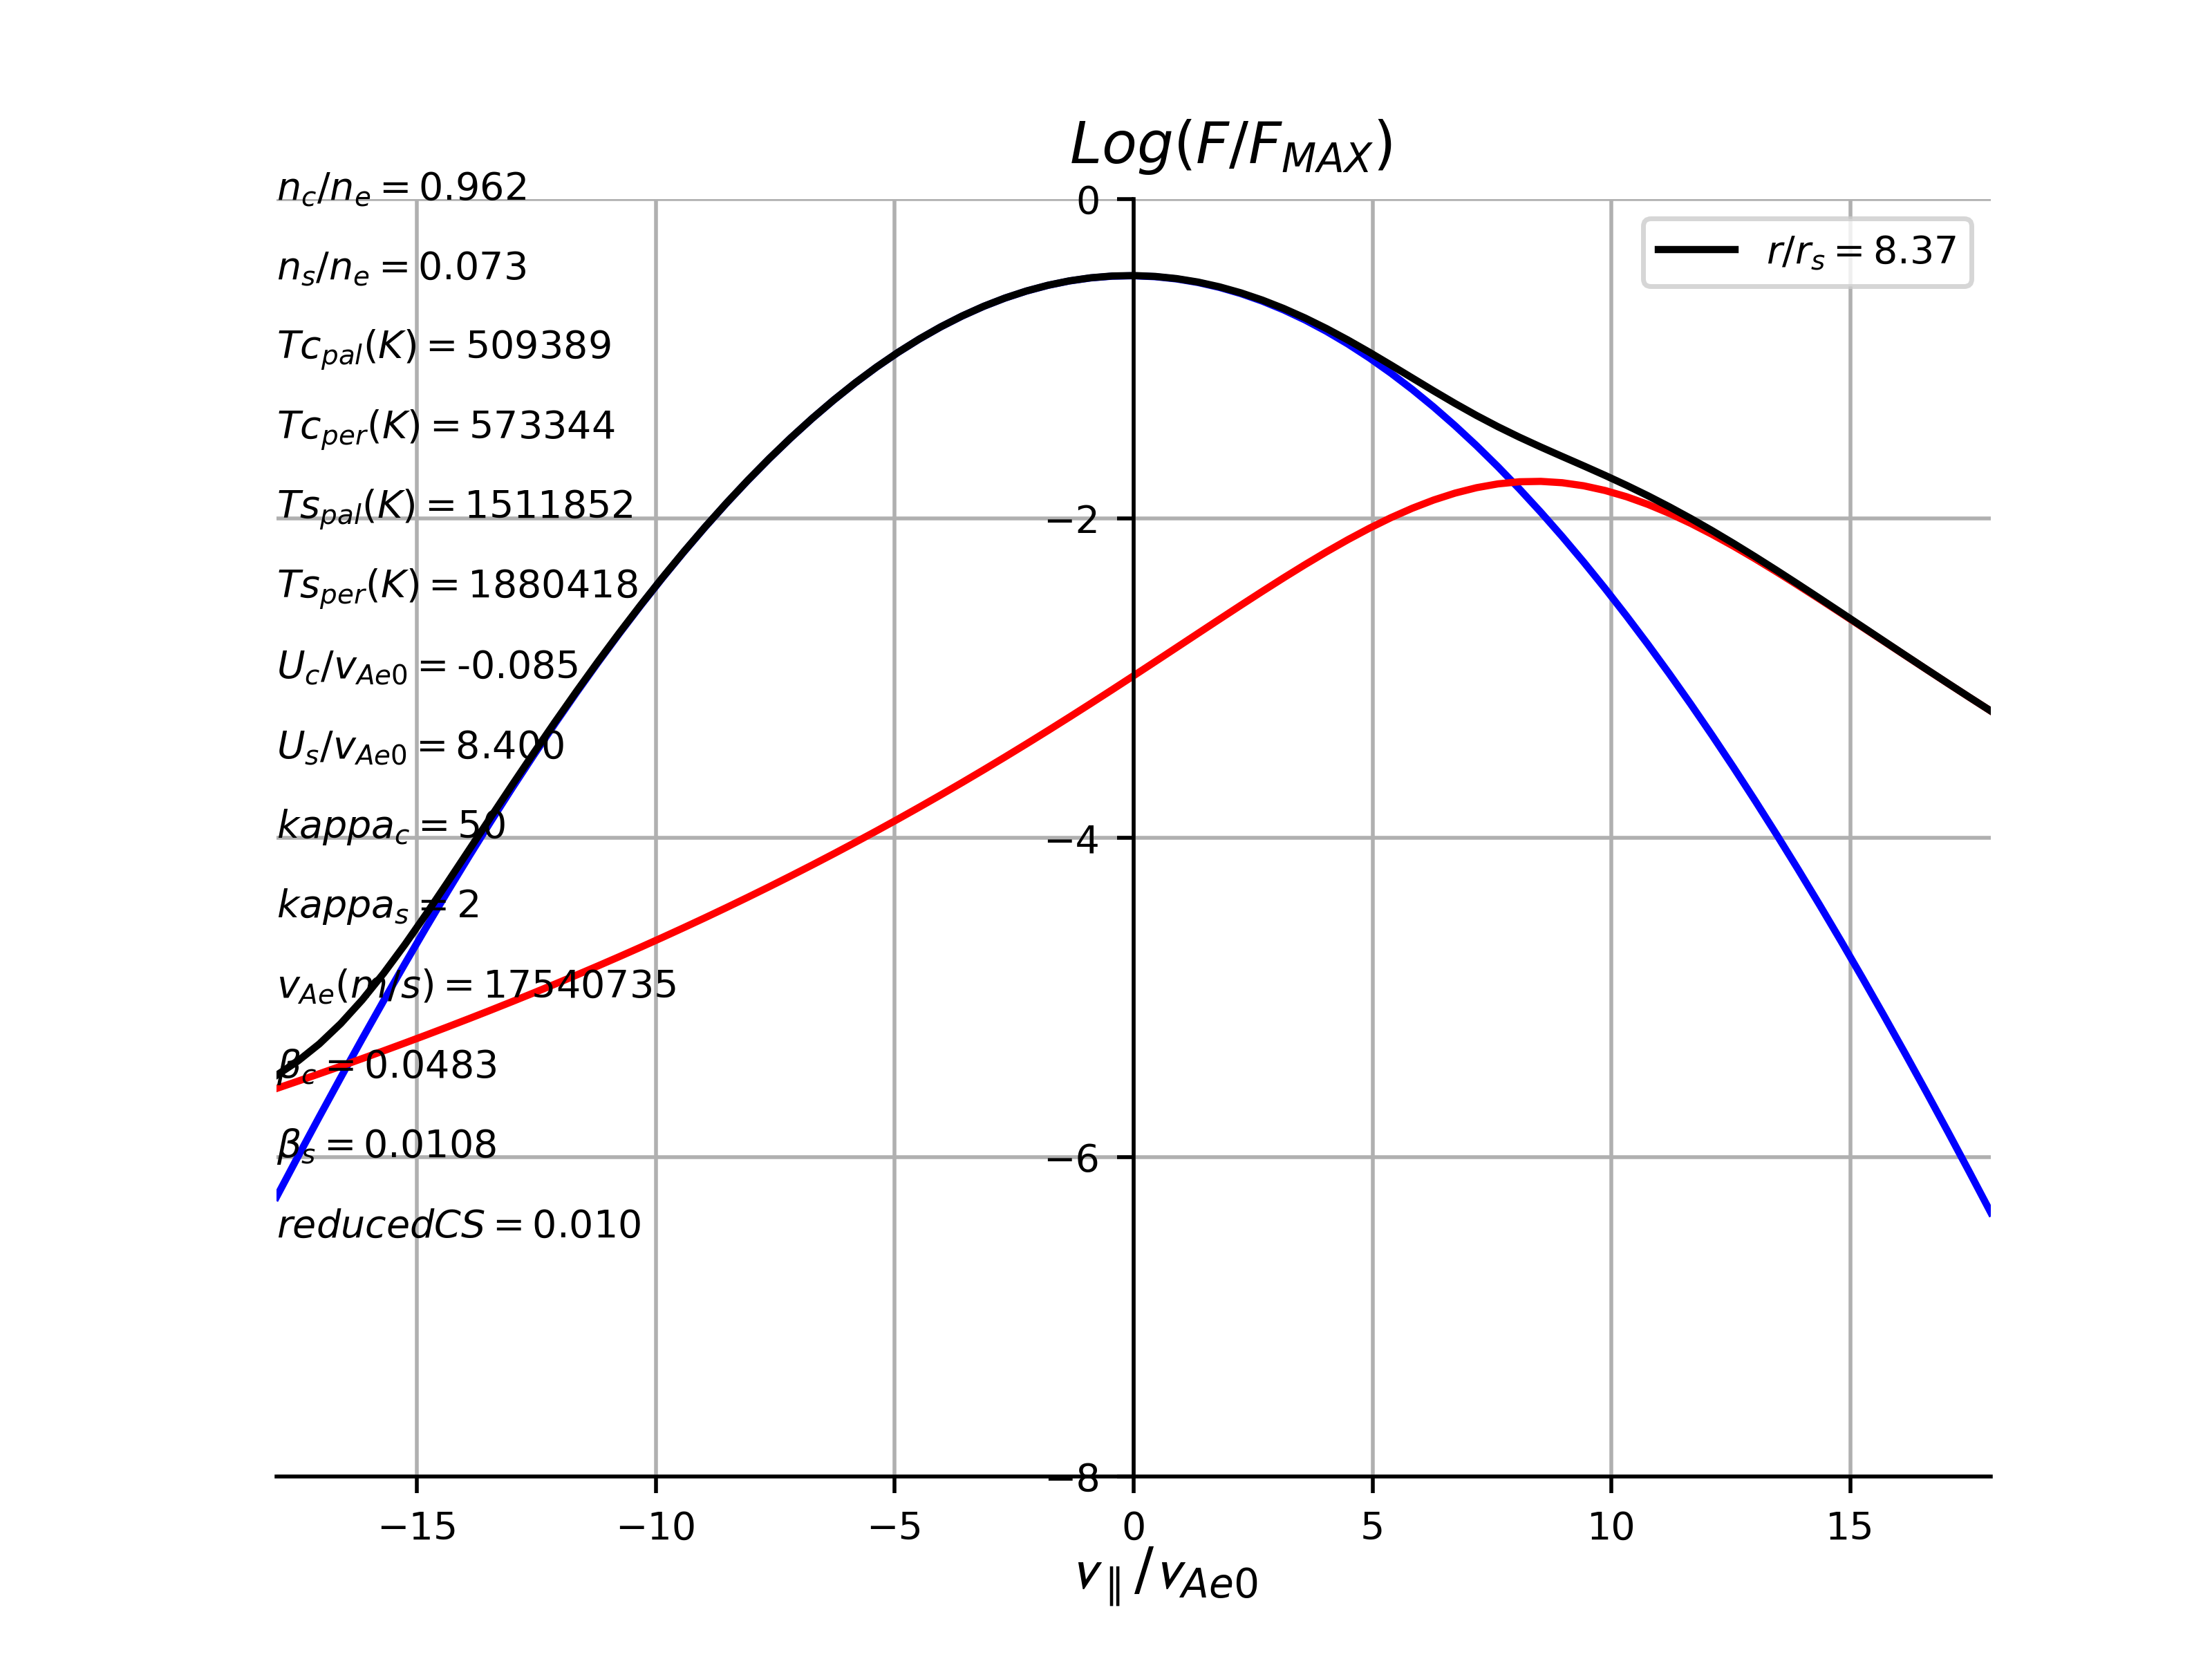 Log(F/F_MAX)
n_c/n_e = 0.962
0
r/r_s = 8.37
n_s/n_e = 0.073
Tc_pal(K) = 509389
Tc_per(K) = 573344
Ts_pal(K) = 1511852
−2
Ts_per(K) = 1880418
U_c/v_Ae0 = -0.085
U_s/v_Ae0 = 8.400
kappa_c = 50
−4
kappa_s = 2
v_Ae(m/s) = 17540735
β_c = 0.0483
β_s = 0.0108
−6
reducedCS = 0.010
−8
−15 −10 −5 0 5 10 15
v_∥/v_Ae0